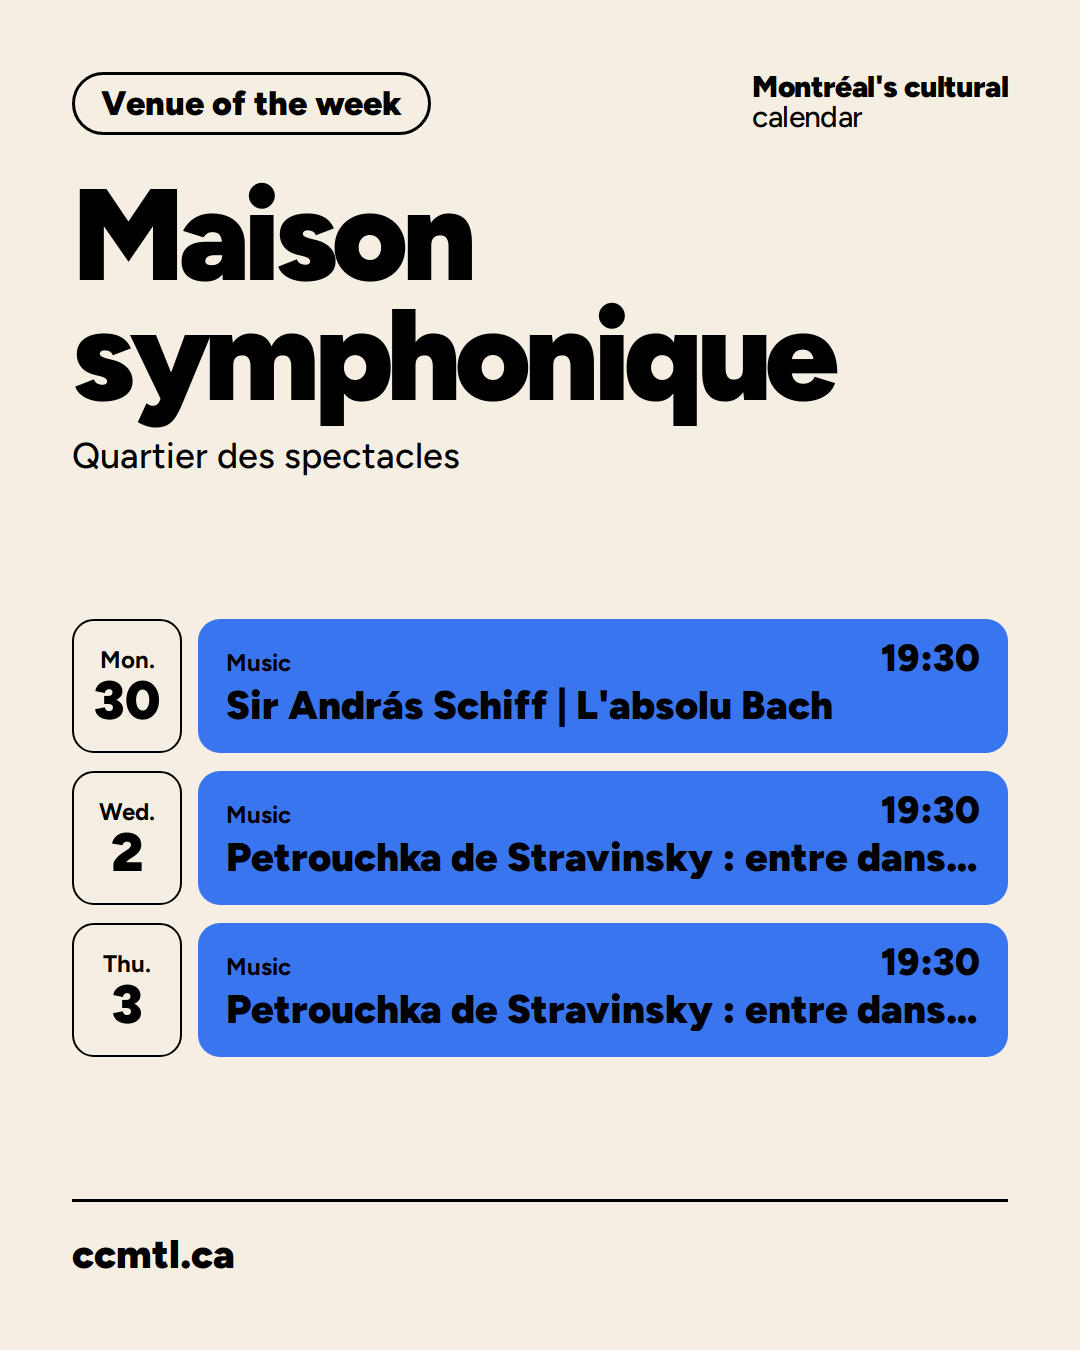 Venue of the week
Montréal's cultural
calendar
Maison
symphonique
Quartier des spectacles
Mon.
30
Music
19:30
Sir András Schiff | L'absolu Bach
Wed.
2
Music
19:30
Petrouchka de Stravinsky : entre dans...
Thu.
3
Music
19:30
Petrouchka de Stravinsky : entre dans...
ccmtl.ca